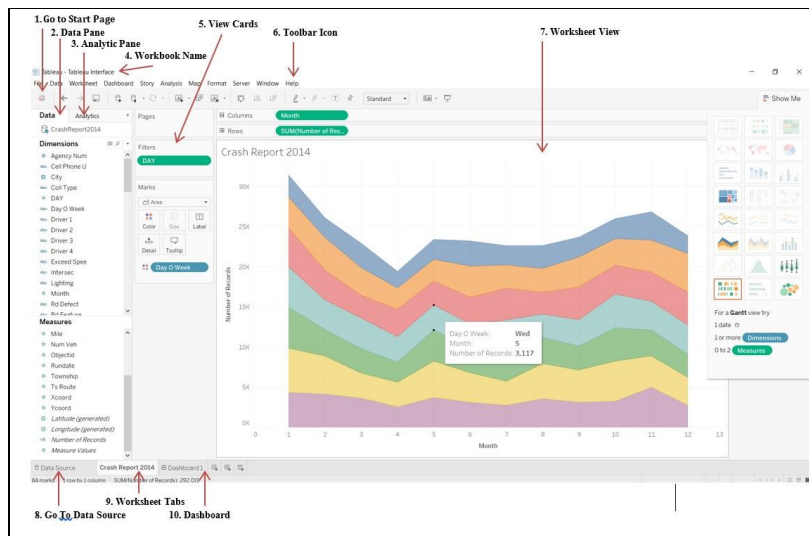 1. Go to Start Page
2. Data Pane
3. Analytic Pane
4. Workbook Name
5. View Cards
6. Toolbar Icon
7. Worksheet View
Tableau - Tableau Interface
File Data Worksheet Dashboard Story Analysis Map Format Server Window Help
Standard
Show Me
Data Analytics
CrashReport2014
Dimensions
Agency Num
Cell Phone U
City
Coll Type
DAY
Day O Week
Driver 1
Driver 2
Driver 3
Driver 4
Exceed Spee
Intersec
Lighting
Month
Rd Defect
Rd Feature
Measures
Mile
Num Veh
Objectid
Rundate
Township
Ts Route
Xcoord
Ycoord
Latitude (generated)
Longitude (generated)
Number of Records
Measure Values
Pages
Filters
DAY
Marks
Area
Color Size Label
Detail Tooltip
Day O Week
Columns Month
Rows SUM(Number of Rec..
Crash Report 2014
Number of Records
30K
25K
20K
15K
10K
5K
0K
0 1 2 3 4 5 6 7 8 9 10 11 12 13
Month
Day O Week: Wed
Month: 5
Number of Records: 3,117
For a Gantt view try
1 date
1 or more Dimensions
0 to 2 Measures
Data Source Crash Report 2014 Dashboard 1
84 marks 1 row by 1 column SUM(Number of Records): 292,019
9. Worksheet Tabs
8. Go To Data Source 10. Dashboard